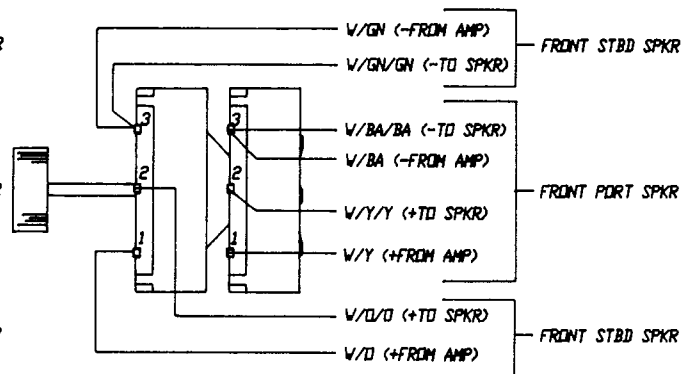 W/GN (-FROM AMP)
W/GN/GN (-TO SPKR)
FRONT STBD SPKR
3
2
1
3
2
1
W/BA/BA (-TO SPKR)
W/BA (-FROM AMP)
W/Y/Y (+TO SPKR)
W/Y (+FROM AMP)
FRONT PORT SPKR
W/O/O (+TO SPKR)
W/O (+FROM AMP)
FRONT STBD SPKR